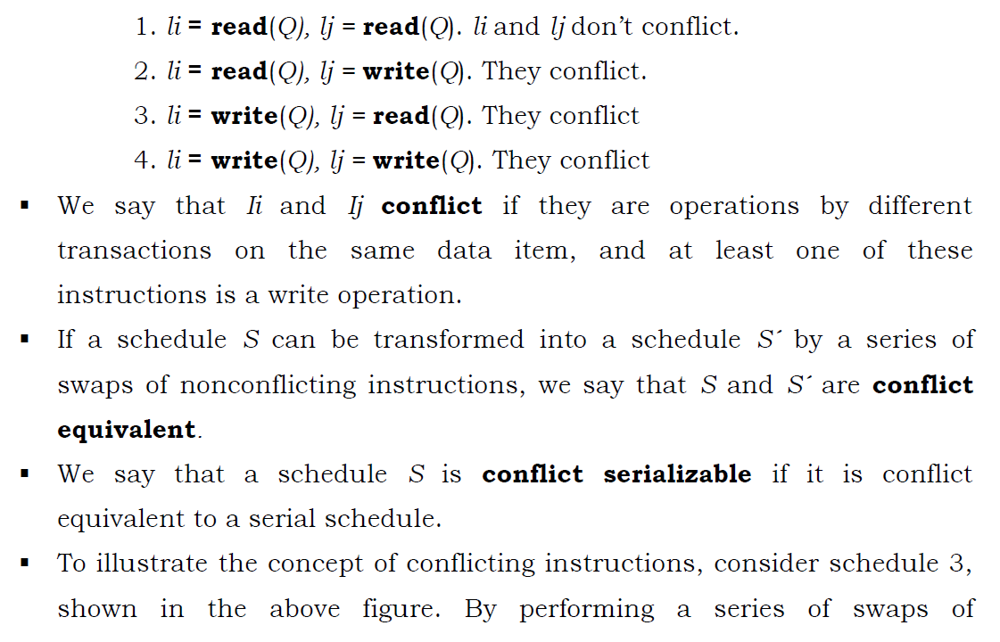 1. li = read(Q), lj = read(Q). li and lj don’t conflict.
2. li = read(Q), lj = write(Q). They conflict.
3. li = write(Q), lj = read(Q). They conflict
4. li = write(Q), lj = write(Q). They conflict
▪ We say that Ii and Ij conflict if they are operations by different
transactions on the same data item, and at least one of these
instructions is a write operation.
▪ If a schedule S can be transformed into a schedule S´ by a series of
swaps of nonconflicting instructions, we say that S and S´ are conflict
equivalent.
▪ We say that a schedule S is conflict serializable if it is conflict
equivalent to a serial schedule.
▪ To illustrate the concept of conflicting instructions, consider schedule 3,
shown in the above figure. By performing a series of swaps of